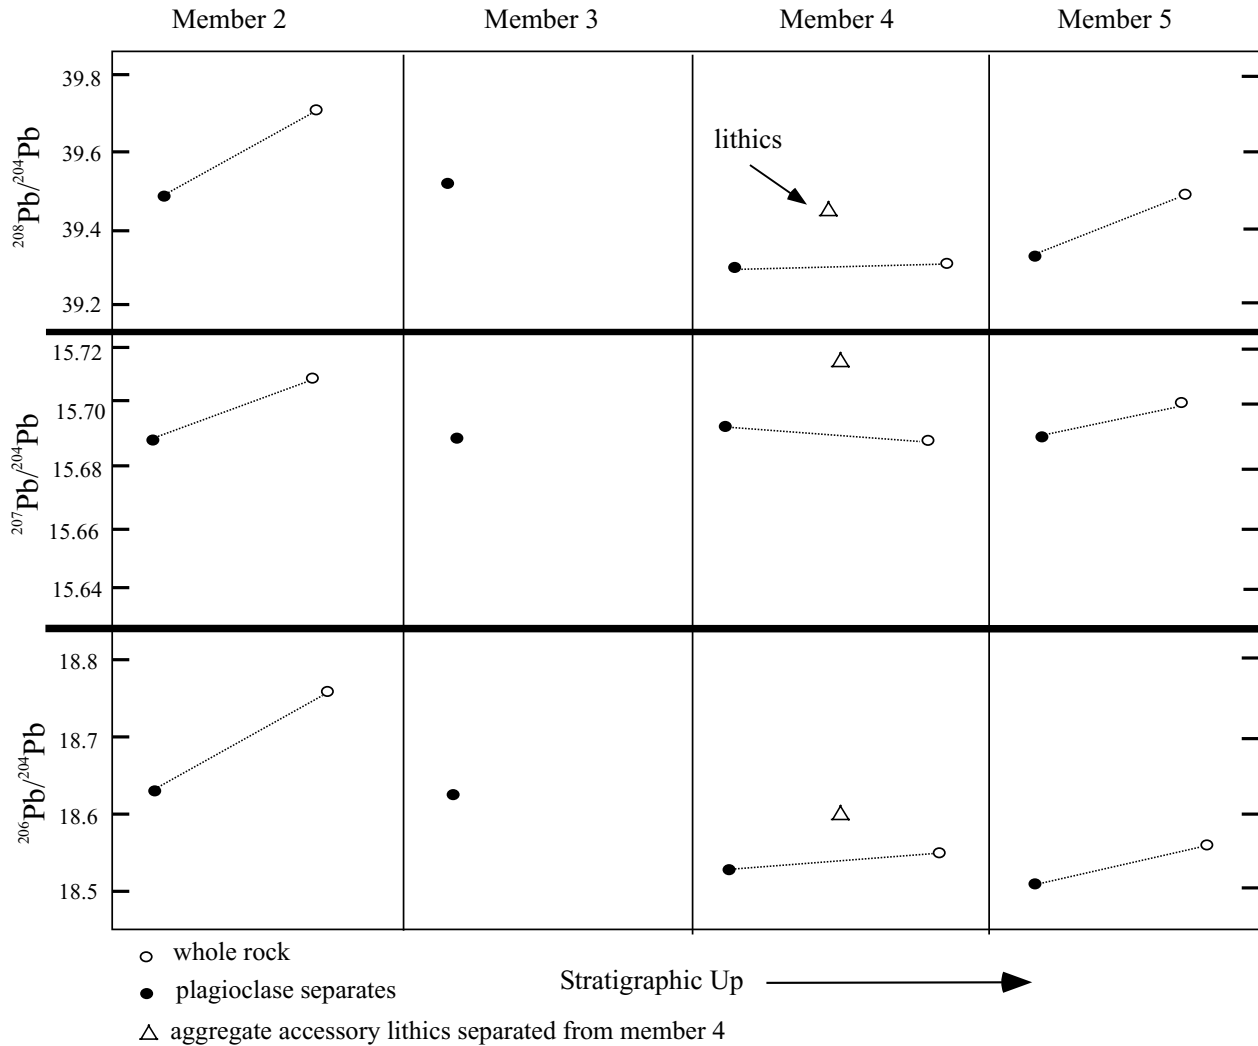 Member 2 Member 3 Member 4 Member 5
²⁰⁸Pb/²⁰⁴Pb
39.8
39.6
39.4
39.2
lithics
²⁰⁷Pb/²⁰⁴Pb
15.72
15.70
15.68
15.66
15.64
²⁰⁶Pb/²⁰⁴Pb
18.8
18.7
18.6
18.5
whole rock
plagioclase separates
aggregate accessory lithics separated from member 4
Stratigraphic Up